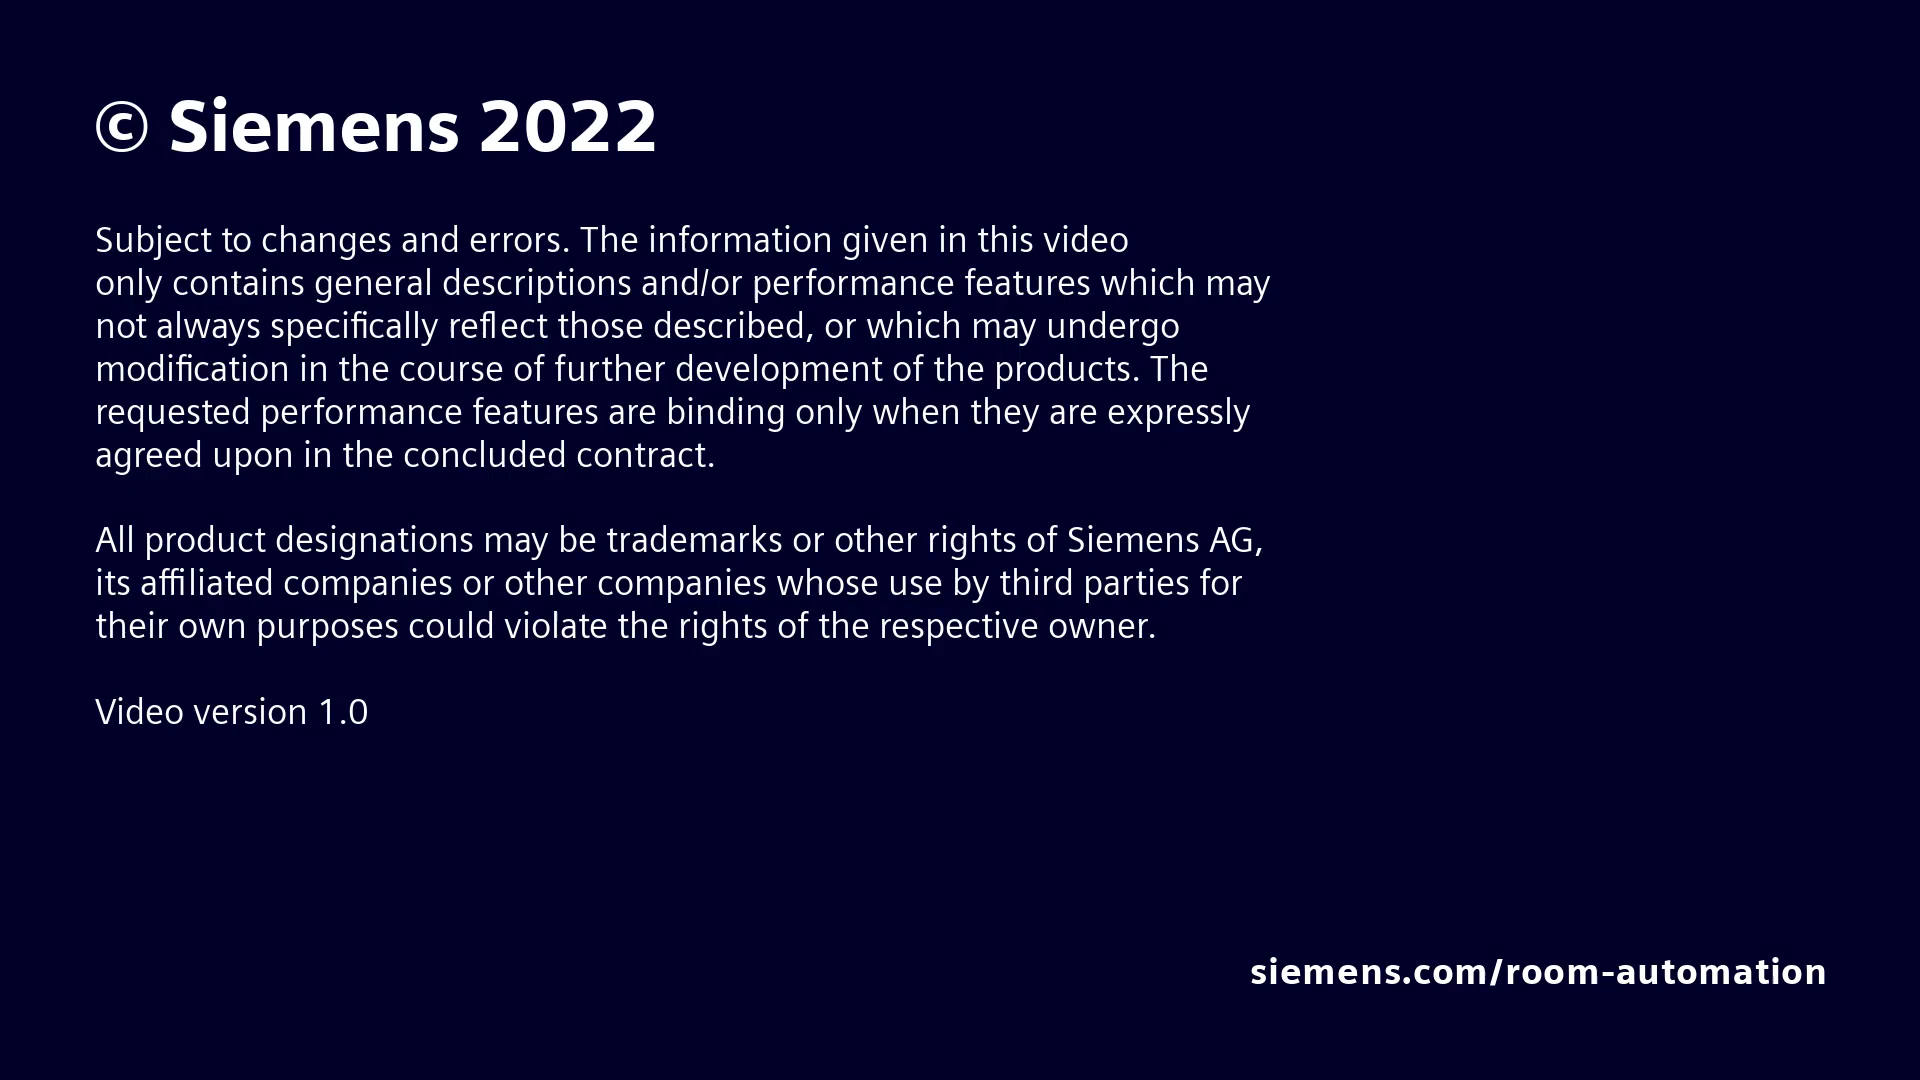 © Siemens 2022
Subject to changes and errors. The information given in this video
only contains general descriptions and/or performance features which may
not always specifically reflect those described, or which may undergo
modification in the course of further development of the products. The
requested performance features are binding only when they are expressly
agreed upon in the concluded contract.
All product designations may be trademarks or other rights of Siemens AG,
its affiliated companies or other companies whose use by third parties for
their own purposes could violate the rights of the respective owner.
Video version 1.0
siemens.com/room-automation